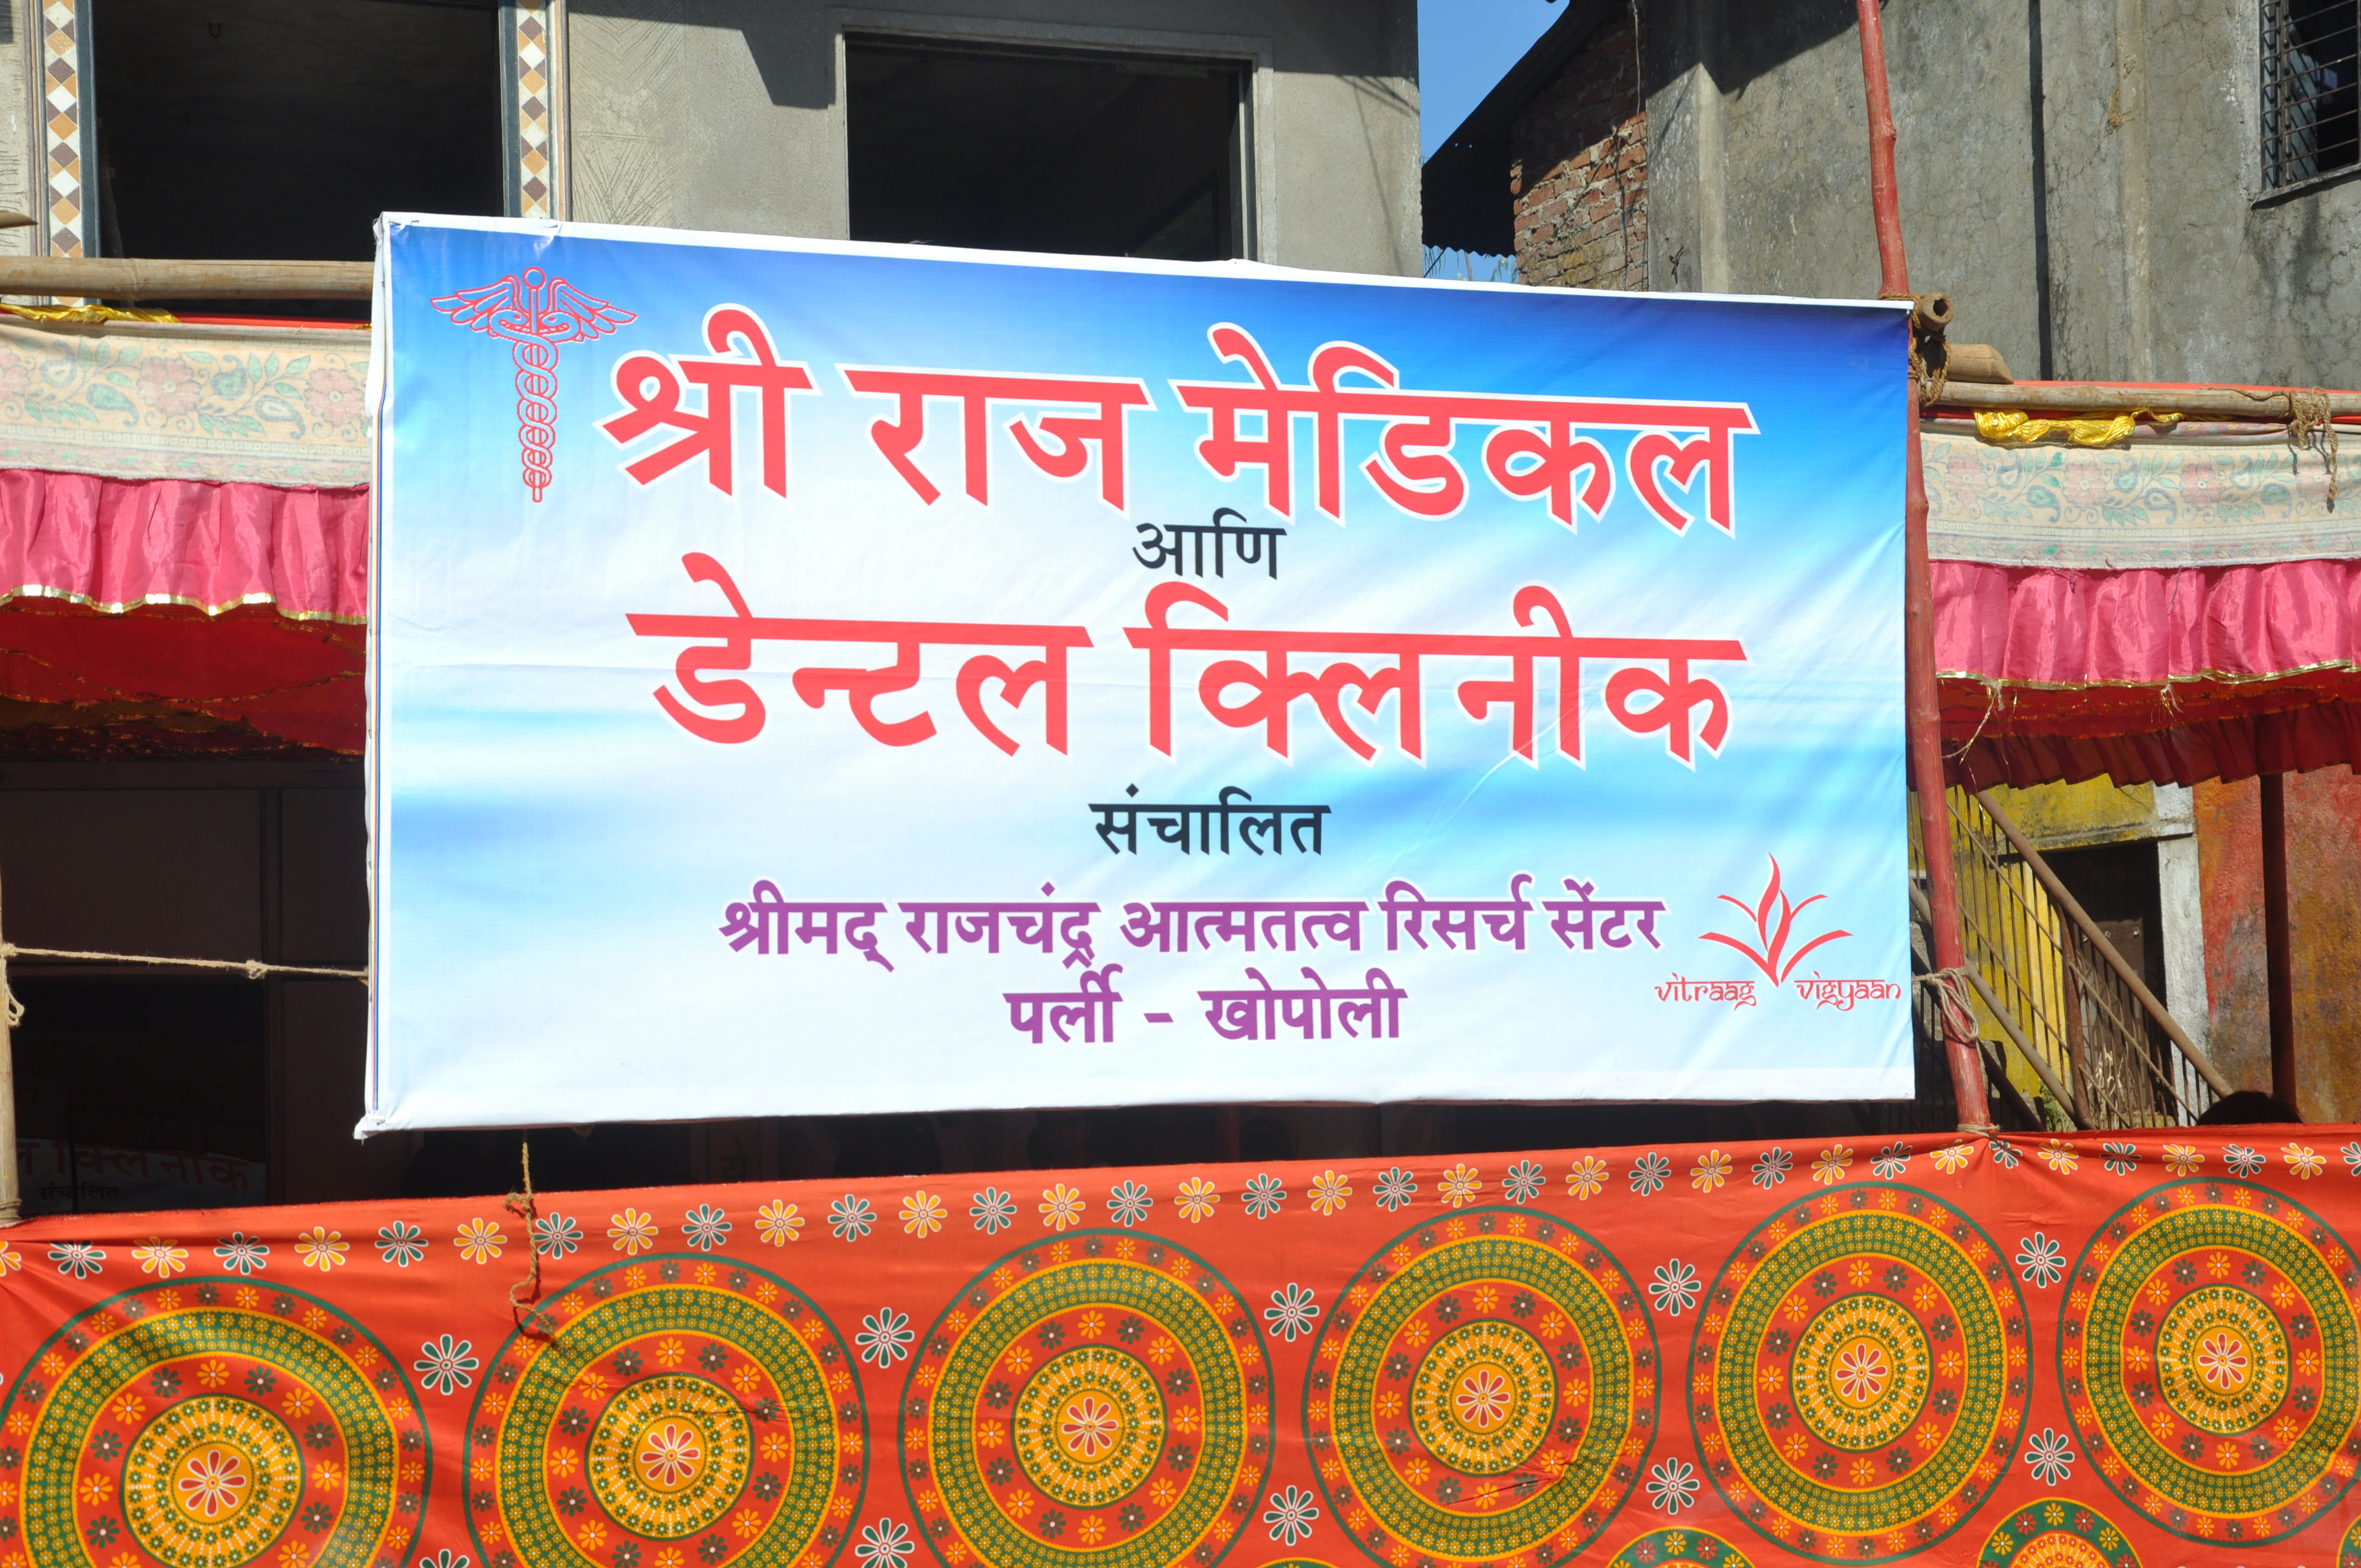 श्री राज मेडिकल
आणि
डेन्टल क्लिनीक
संचालित
श्रीमद् राजचंद्र आत्मतत्व रिसर्च सेंटर
पर्ली - खोपोली
vitraag vigyaan
क्लिनीक
संचालित